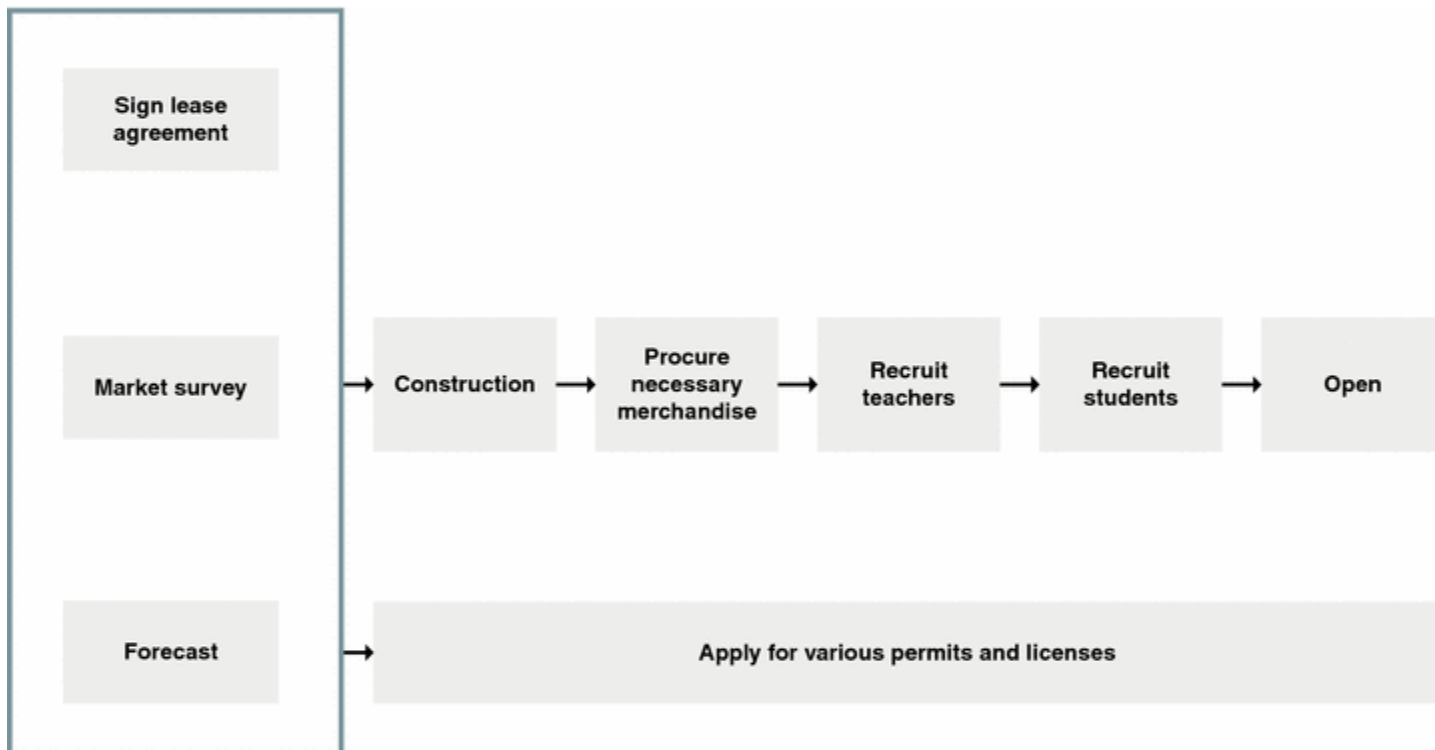 Sign lease
agreement
Market survey
Construction
Procure
necessary
merchandise
Recruit
teachers
Recruit
students
Open
Forecast
Apply for various permits and licenses